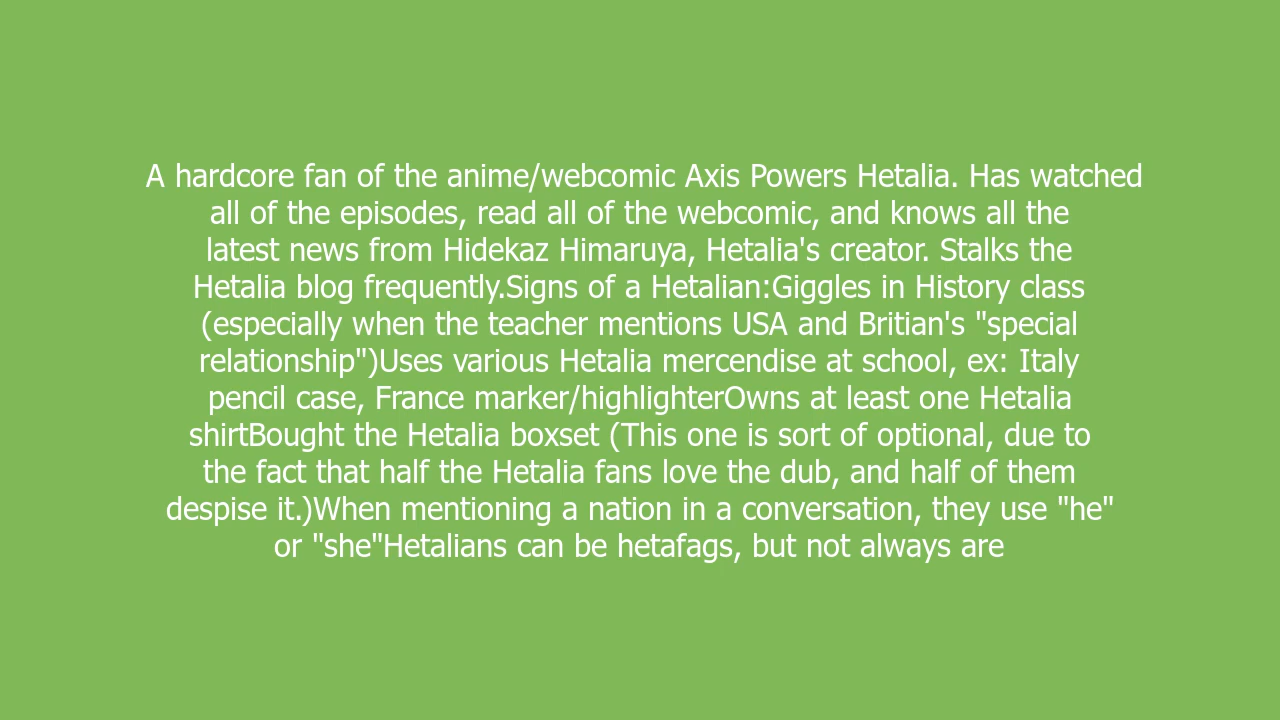 A hardcore fan of the anime/webcomic Axis Powers Hetalia. Has watched
all of the episodes, read all of the webcomic, and knows all the
latest news from Hidekaz Himaruya, Hetalia's creator. Stalks the
Hetalia blog frequently.Signs of a Hetalian:Giggles in History class
(especially when the teacher mentions USA and Britian's "special
relationship")Uses various Hetalia mercendise at school, ex: Italy
pencil case, France marker/highlighterOwns at least one Hetalia
shirtBought the Hetalia boxset (This one is sort of optional, due to
the fact that half the Hetalia fans love the dub, and half of them
despise it.)When mentioning a nation in a conversation, they use "he"
or "she"Hetalians can be hetafags, but not always are